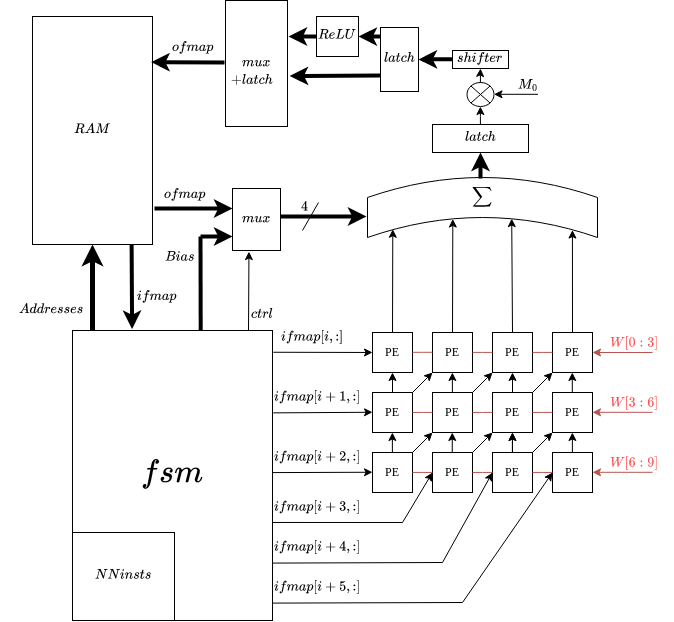 ofmap
ReLU
mux
+latch
latch
shifter
M₀
RAM
latch
ofmap
mux
4
∑
Bias
Addresses
ifmap
ctrl
ifmap[i,:]
PE
PE
PE
PE
W[0:3]
ifmap[i+1,:]
PE
PE
PE
PE
W[3:6]
ifmap[i+2,:]
PE
PE
PE
PE
W[6:9]
fsm
ifmap[i+3,:]
ifmap[i+4,:]
ifmap[i+5,:]
NNinsts